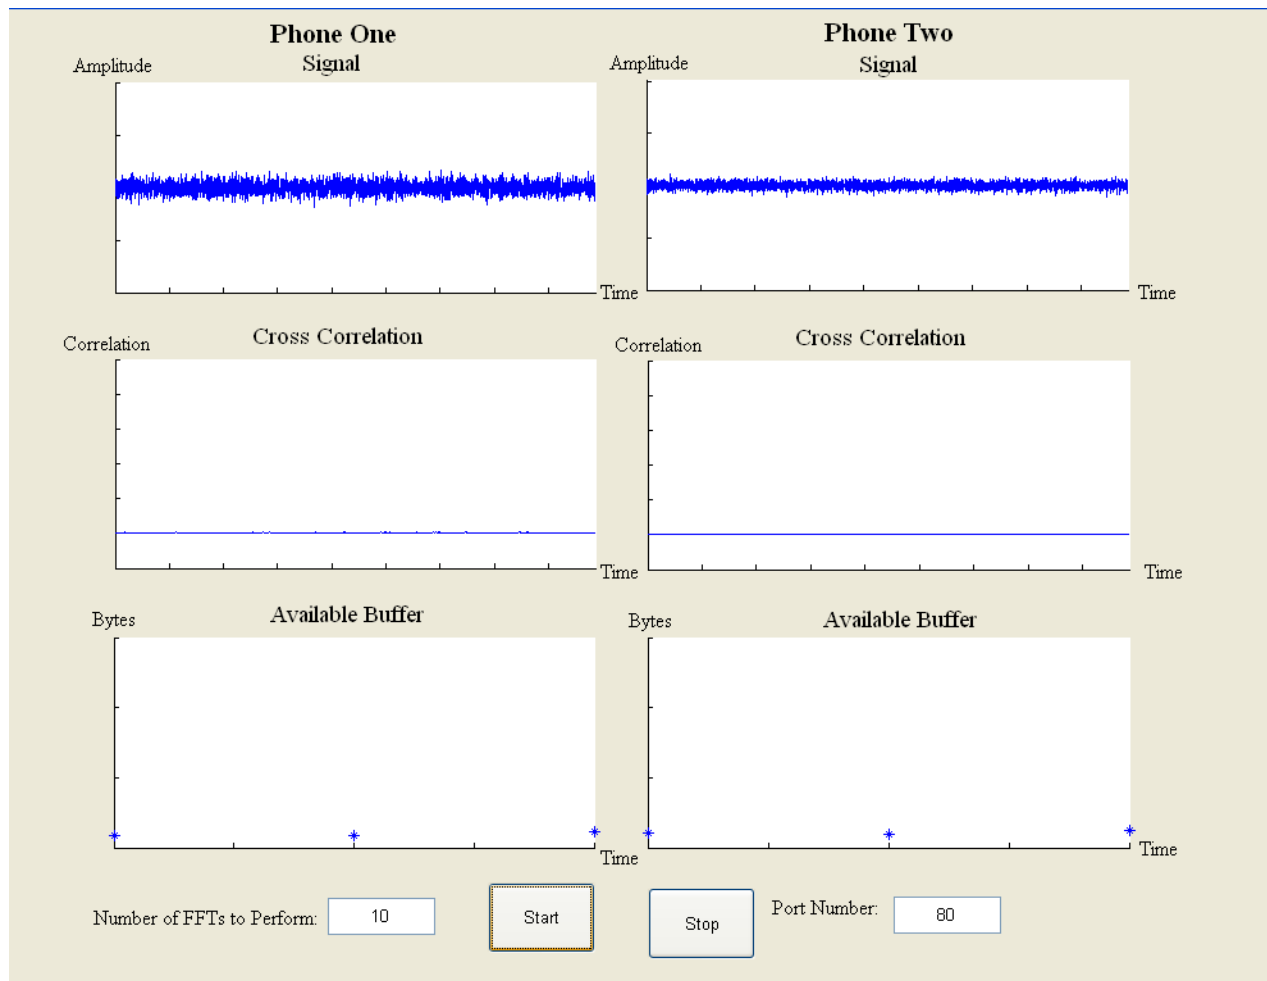 Phone One
Phone Two
Signal
Signal
Amplitude
Amplitude
Time
Time
Cross Correlation
Cross Correlation
Correlation
Correlation
Time
Time
Available Buffer
Available Buffer
Bytes
Bytes
Time
Time
Number of FFTs to Perform:
10
Start
Stop
Port Number:
80